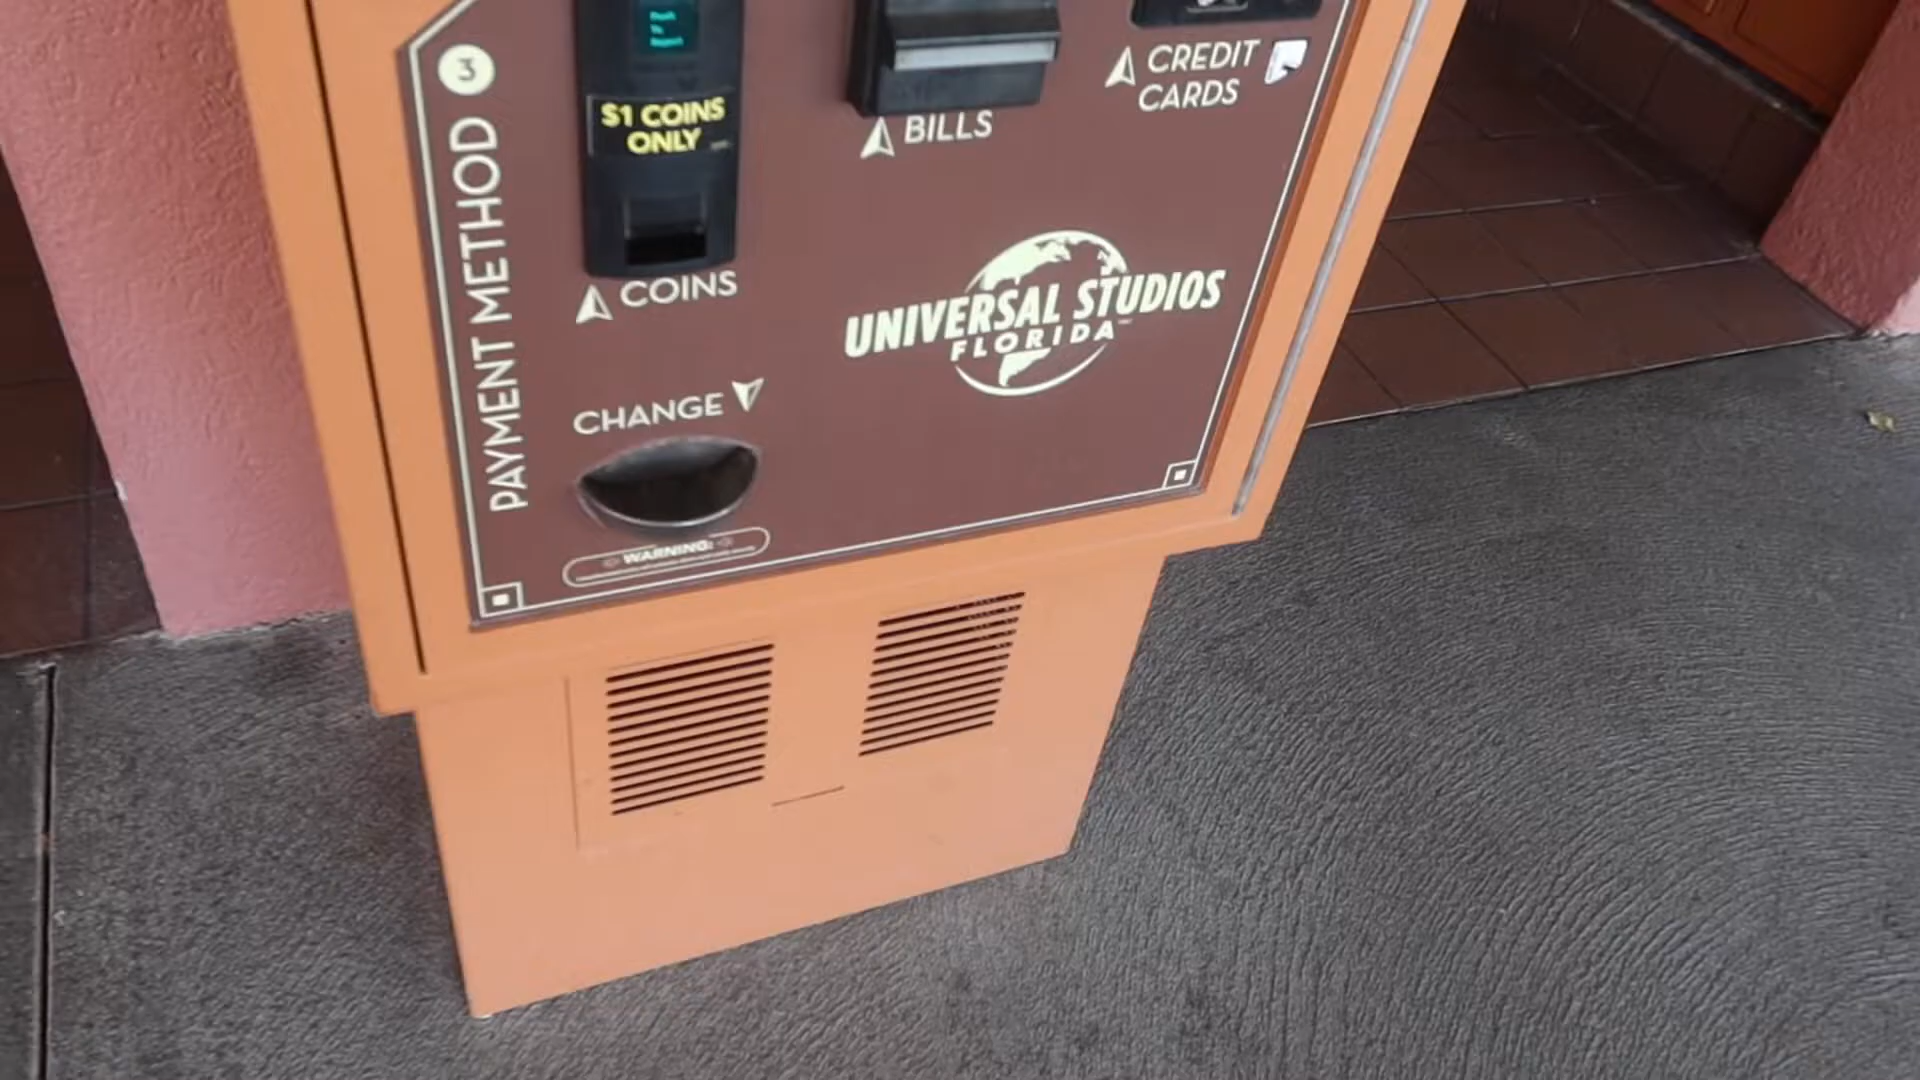 3
PAYMENT METHOD
$1 COINS
ONLY
COINS
BILLS
CREDIT
CARDS
UNIVERSAL STUDIOS
FLORIDA
CHANGE
WARNING: